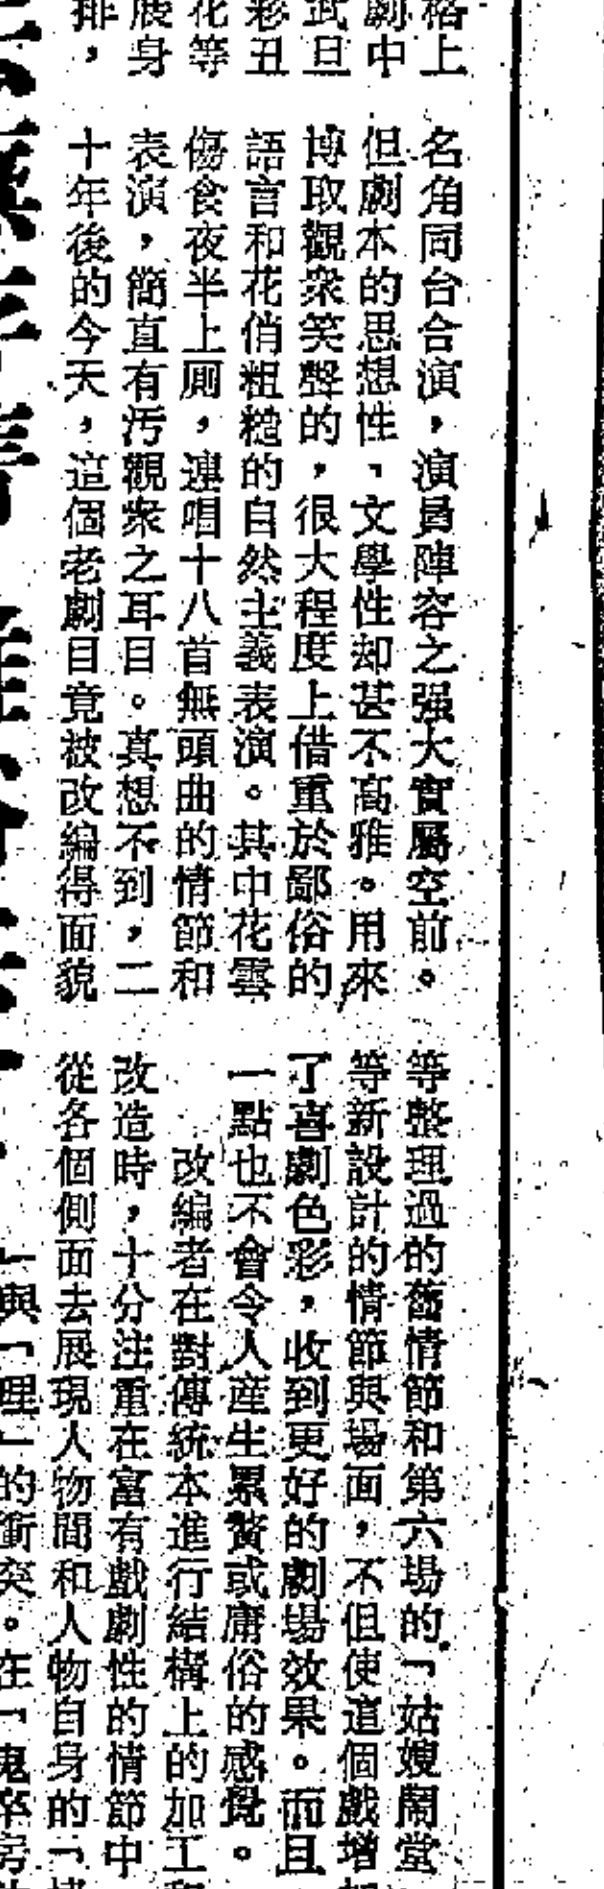 格上
劇中
武旦
彩丑
花等
展身
排，
名角同台合演，演員陣容之强大實屬空前。
但劇本的思想性、文學性却甚不高雅。用來
博取觀衆笑聲的，很大程度上借重於鄙俗的
語言和花俏粗糙的自然主義表演。其中花雲
傷食夜半上厠，連唱十八首無頭曲的情節和
表演，簡直有污觀衆之耳目。真想不到，二
十年後的今天，這個老劇目竟被改編得面貌
等整理過的舊情節和第六場的「姑嫂鬧堂
等新設計的情節與場面，不但使這個戲增
了喜劇色彩，收到更好的劇場效果。而且
一點也不會令人産生累贅或庸俗的感覺。
改編者在對傳統本進行結構上的加工
改造時，十分注重在富有戲劇性的情節中
從各個側面去展現人物間和人物自身的「
」與「理」的衝突。在「